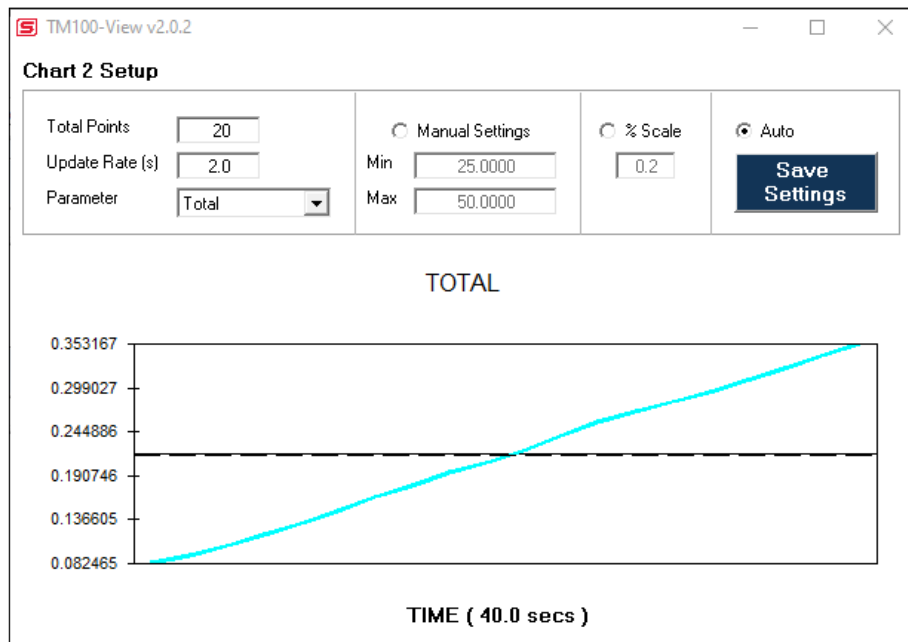 TM100-View v2.0.2
Chart 2 Setup
Total Points 20
Update Rate (s) 2.0
Parameter Total
Manual Settings
Min 25.0000
Max 50.0000
% Scale
0.2
Auto
Save
Settings
TOTAL
0.353167
0.299027
0.244886
0.190746
0.136605
0.082465
TIME ( 40.0 secs )